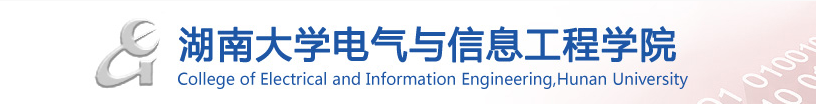 湖南大学电气与信息工程学院
College of Electrical and Information Engineering,Hunan University